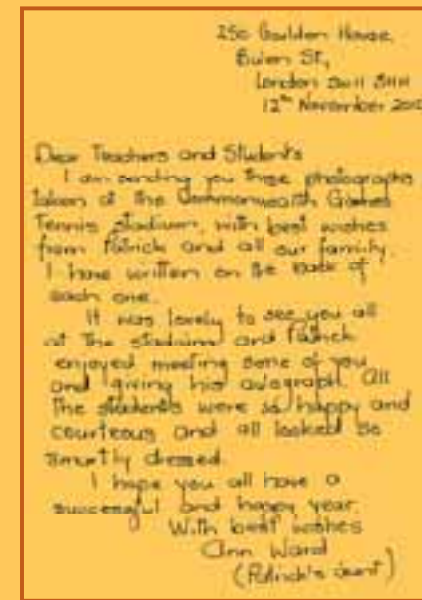 250 Goulden House,
Bulen St,
London SW11
12th November
Dear Teachers and Students
I am sending you these photographs
taken at the Commonwealth Games
Tennis stadium, with best wishes
from Patrick and all our family.
I have written on the back of
each one.
It was lovely to see you all
at the stadium and Patrick
enjoyed meeting some of you
and giving his autograph. All
the students were so happy and
courteous and all looked so
smartly dressed.
I hope you all have a
successful and happy year.
With best wishes
Ann Ward
(Patrick's aunt)